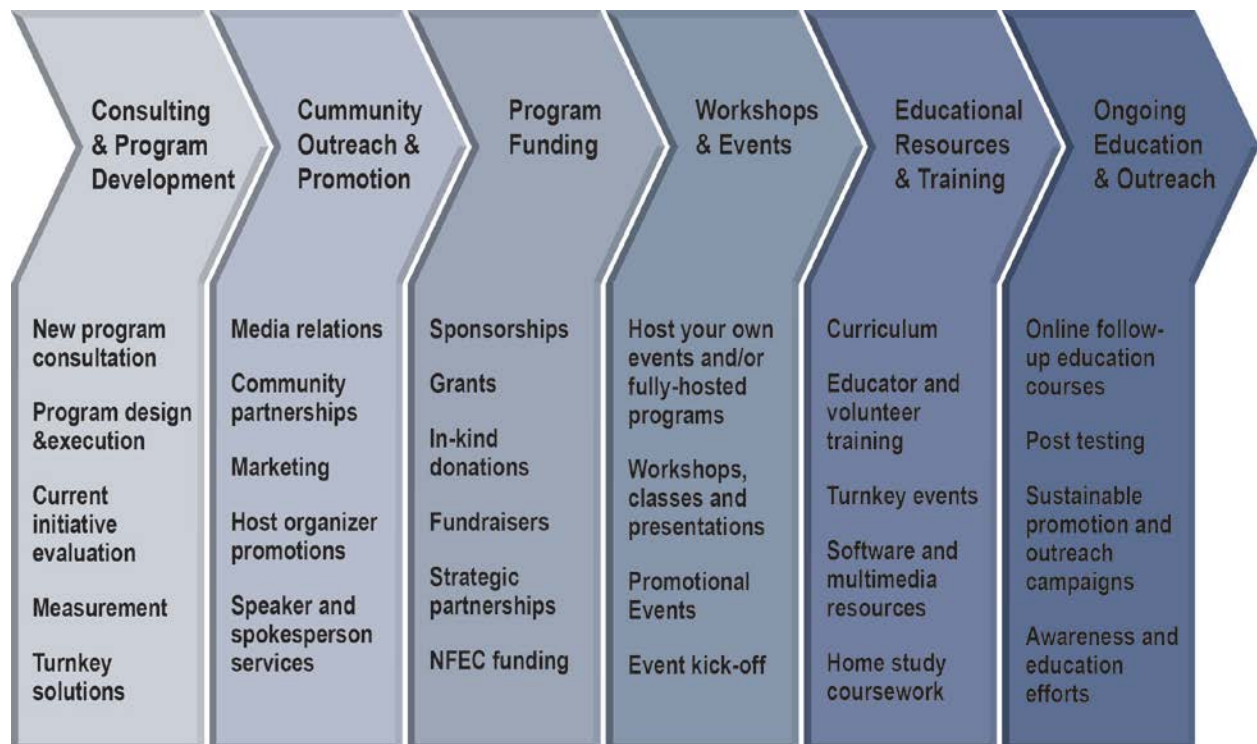 Consulting
& Program
Development
Cummunity
Outreach &
Promotion
Program
Funding
Workshops
& Events
Educational
Resources
& Training
Ongoing
Education
& Outreach
New program
consultation
Program design
&execution
Current
initiative
evaluation
Measurement
Turnkey
solutions
Media relations
Community
partnerships
Marketing
Host organizer
promotions
Speaker and
spokesperson
services
Sponsorships
Grants
In-kind
donations
Fundraisers
Strategic
partnerships
NFEC funding
Host your own
events and/or
fully-hosted
programs
Workshops,
classes and
presentations
Promotional
Events
Event kick-off
Curriculum
Educator and
volunteer
training
Turnkey events
Software and
multimedia
resources
Home study
coursework
Online follow-
up education
courses
Post testing
Sustainable
promotion and
outreach
campaigns
Awareness and
education
efforts